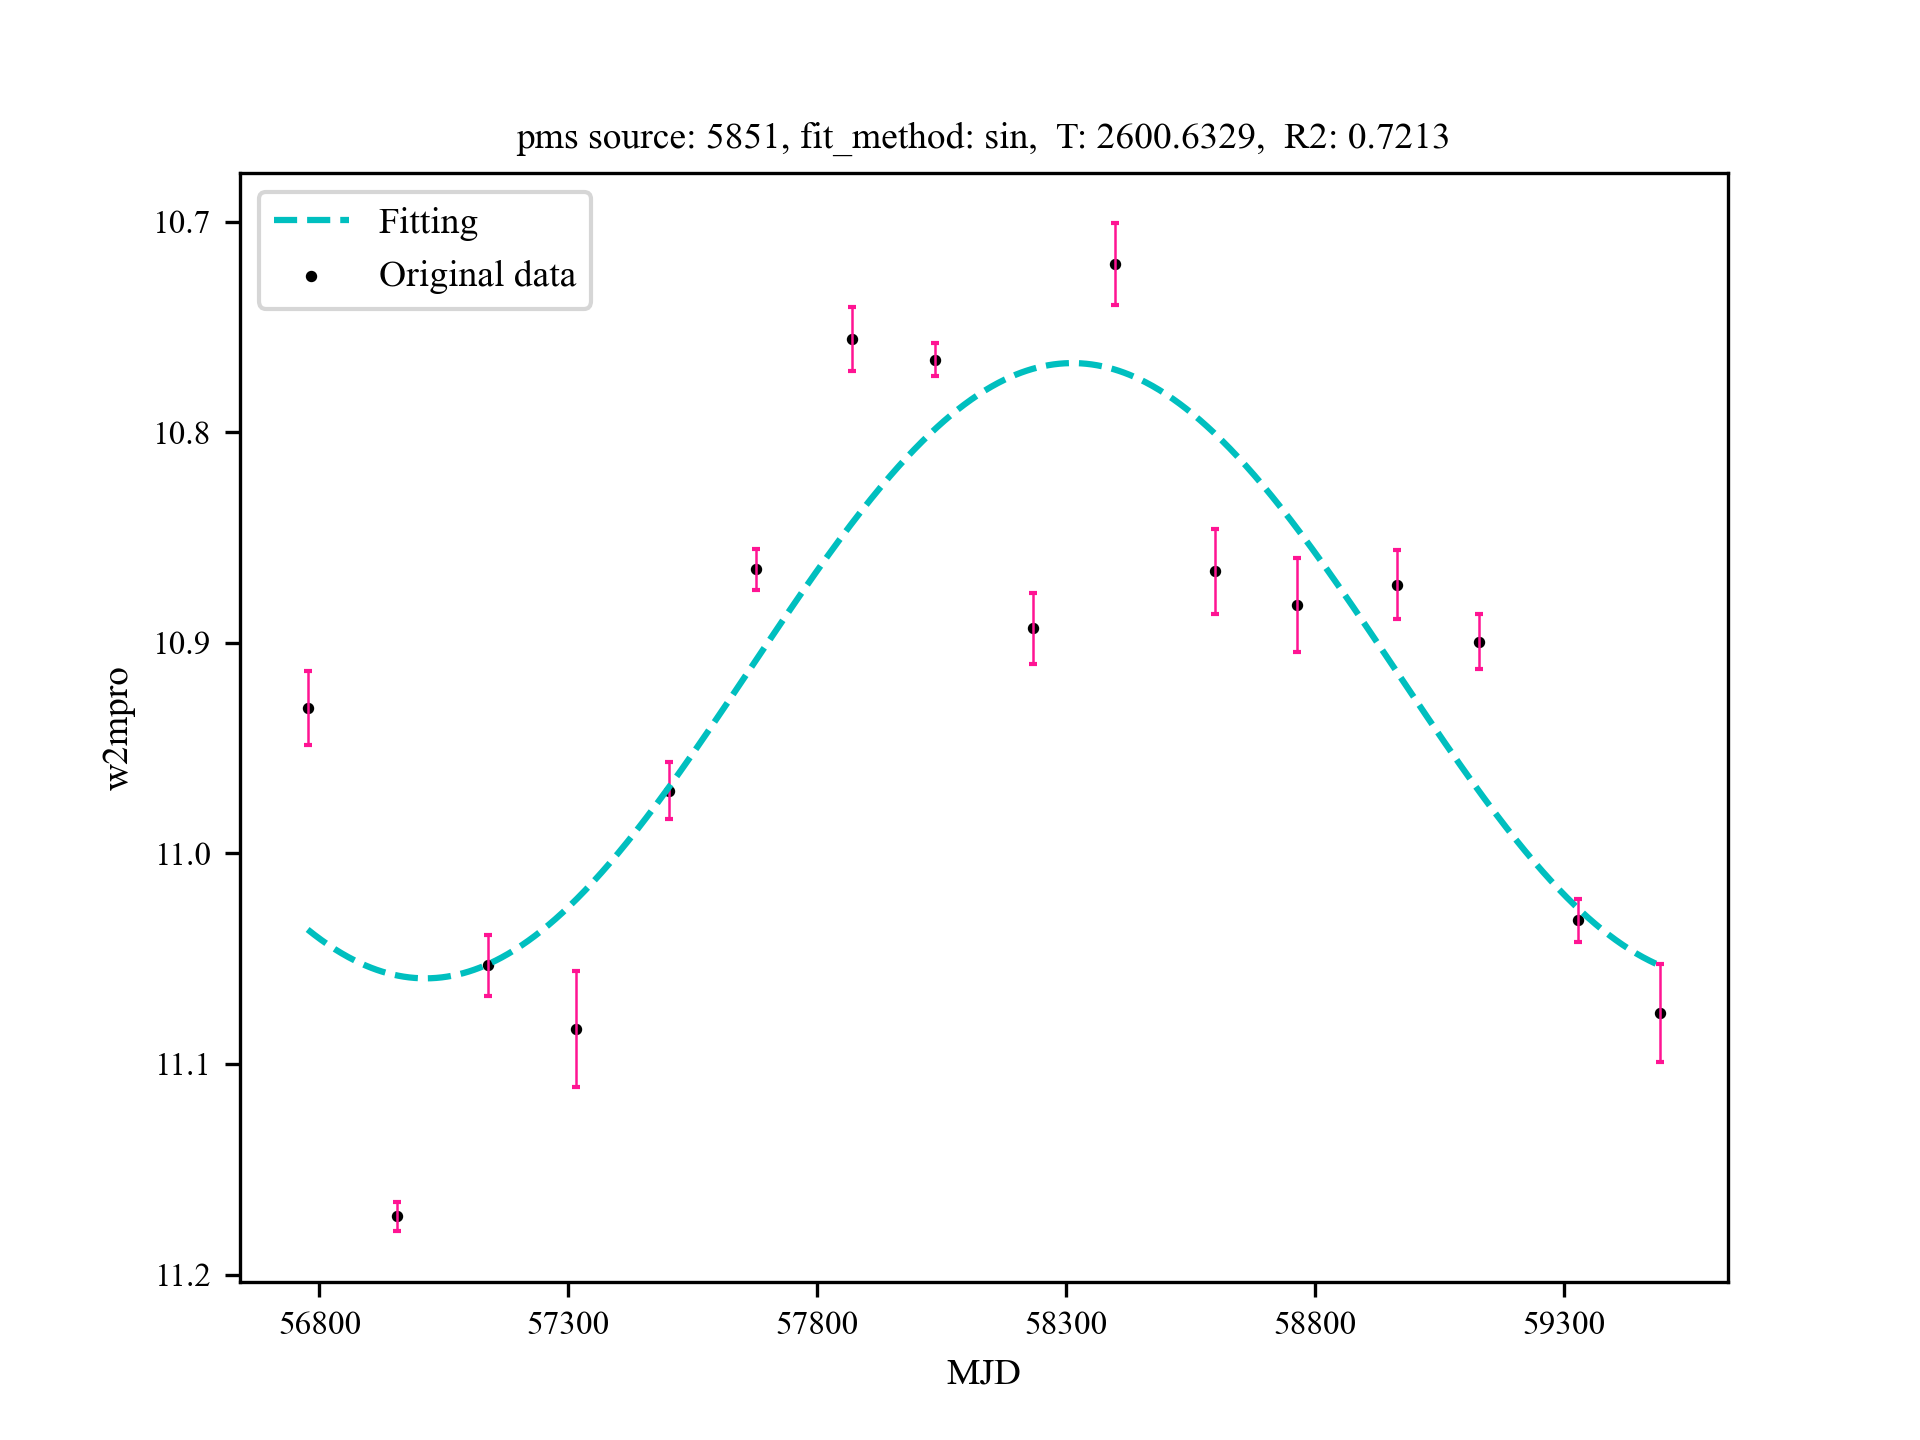 pms source: 5851, fit_method: sin,  T: 2600.6329,  R2: 0.7213
Fitting
Original data
10.7
10.8
10.9
11.0
11.1
11.2
w2mpro
56800 57300 57800 58300 58800 59300
MJD